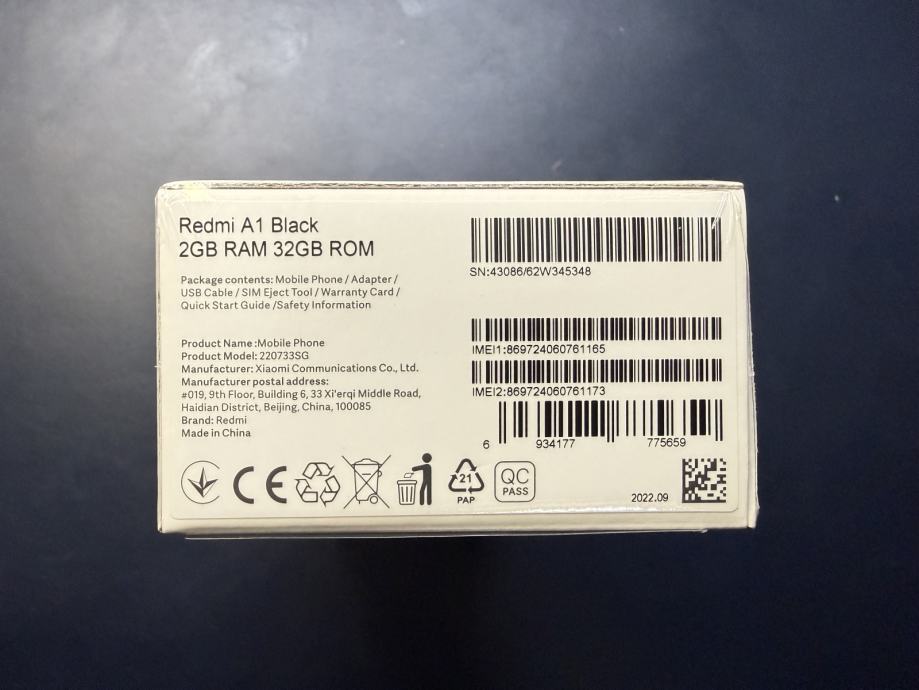 Redmi A1 Black
2GB RAM 32GB ROM
Package contents: Mobile Phone / Adapter /
USB Cable / SIM Eject Tool / Warranty Card /
Quick Start Guide /Safety Information
Product Name :Mobile Phone
Product Model: 220733SG
Manufacturer: Xiaomi Communications Co., Ltd.
Manufacturer postal address:
#019, 9th Floor, Building 6, 33 Xi'erqi Middle Road,
Haidian District, Beijing, China, 100085
Brand: Redmi
Made in China
SN:43086/62W345348
IMEI1:869724060761165
IMEI2:869724060761173
6 934177 775659
CE
21
PAP
QC
PASS
2022.09